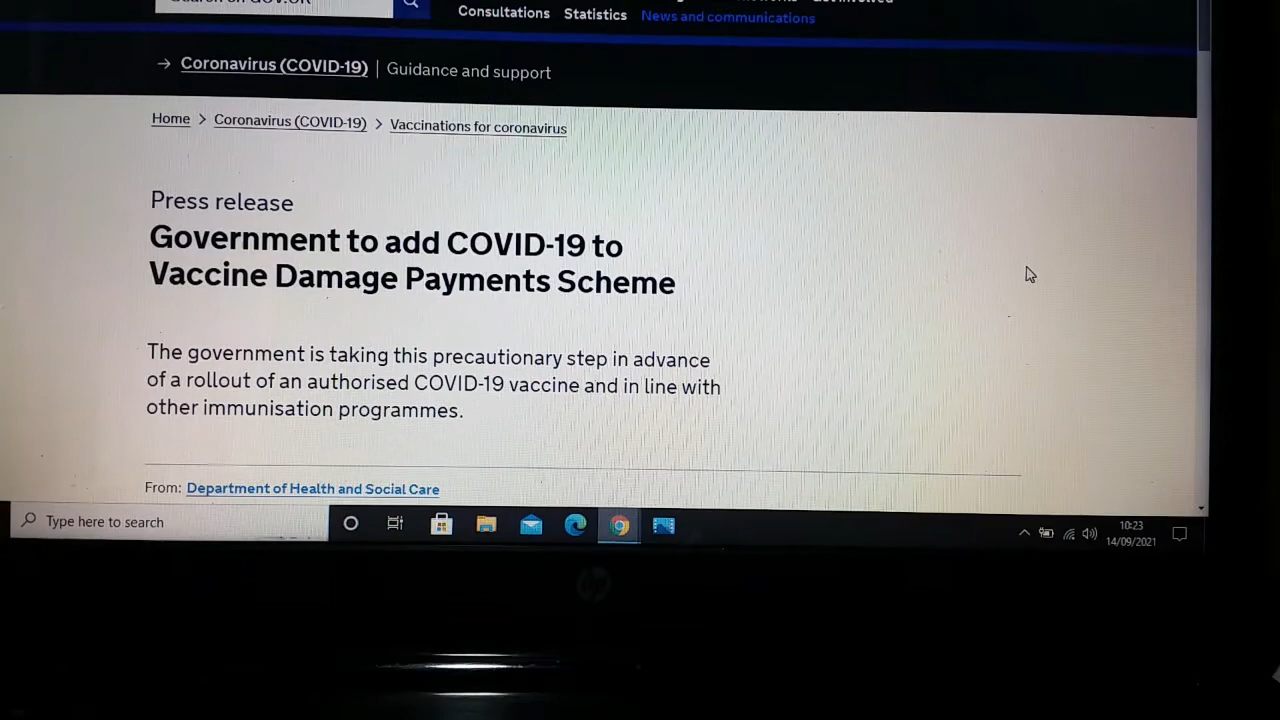 Consultations Statistics News and communications
→ Coronavirus (COVID-19) | Guidance and support
Home > Coronavirus (COVID-19) > Vaccinations for coronavirus
Press release
Government to add COVID-19 to
Vaccine Damage Payments Scheme
The government is taking this precautionary step in advance
of a rollout of an authorised COVID-19 vaccine and in line with
other immunisation programmes.
From: Department of Health and Social Care
Type here to search
10:23
14/09/2021
hp